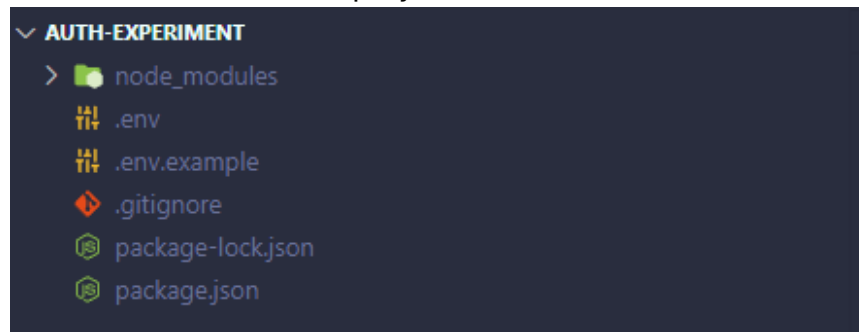 AUTH-EXPERIMENT
node_modules
.env
.env.example
.gitignore
package-lock.json
package.json